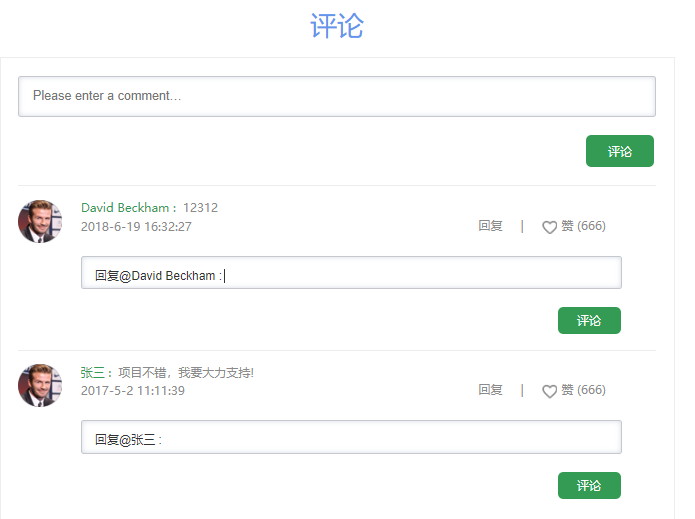 评论
Please enter a comment…
评论
David Beckham : 12312
2018-6-19 16:32:27
回复 | 赞 (666)
回复@David Beckham :
评论
张三 : 项目不错，我要大力支持!
2017-5-2 11:11:39
回复 | 赞 (666)
回复@张三 :
评论